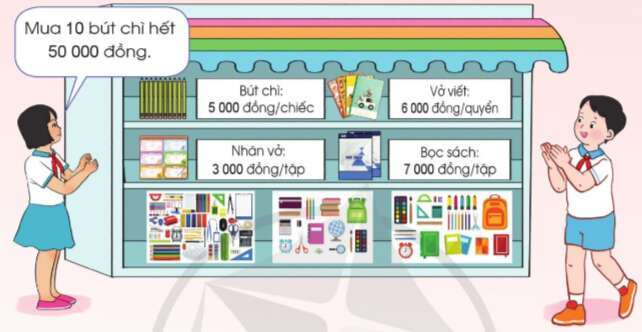 Mua 10 bút chì hết
50 000 đồng.
Bút chì:
5 000 đồng/chiếc
Vở viết:
6 000 đồng/quyển
Nhãn vở:
3 000 đồng/tập
Bọc sách:
7 000 đồng/tập